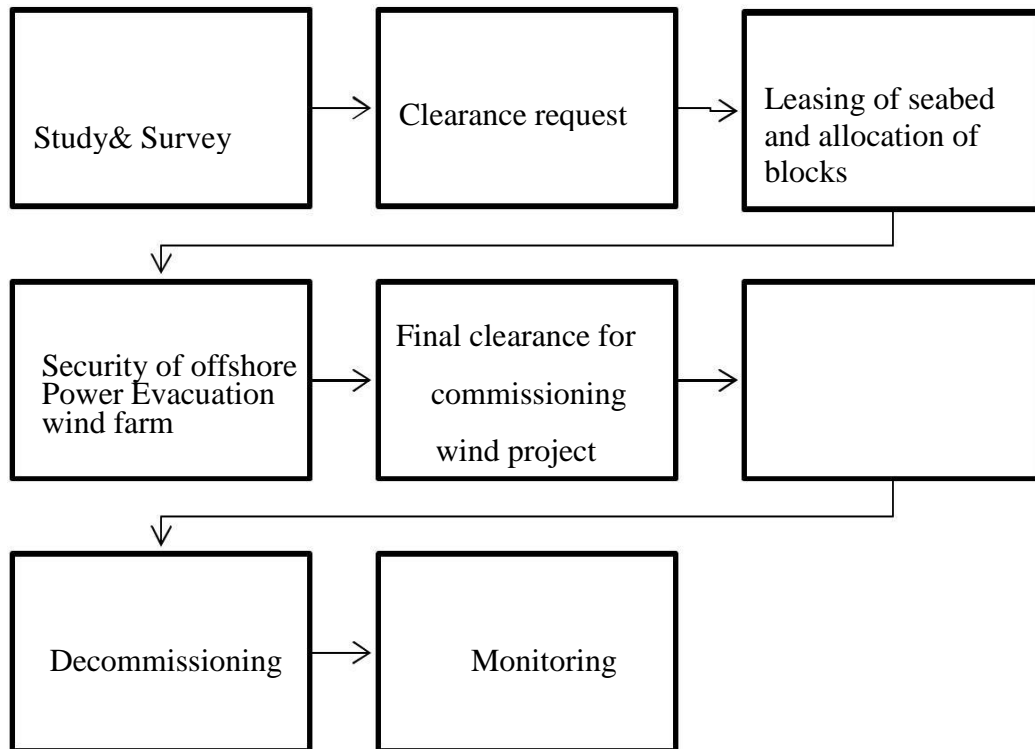 Study& Survey
Clearance request
Leasing of seabed
and allocation of
blocks
Security of offshore
Power Evacuation
wind farm
Final clearance for
commissioning
wind project
Decommissioning
Monitoring